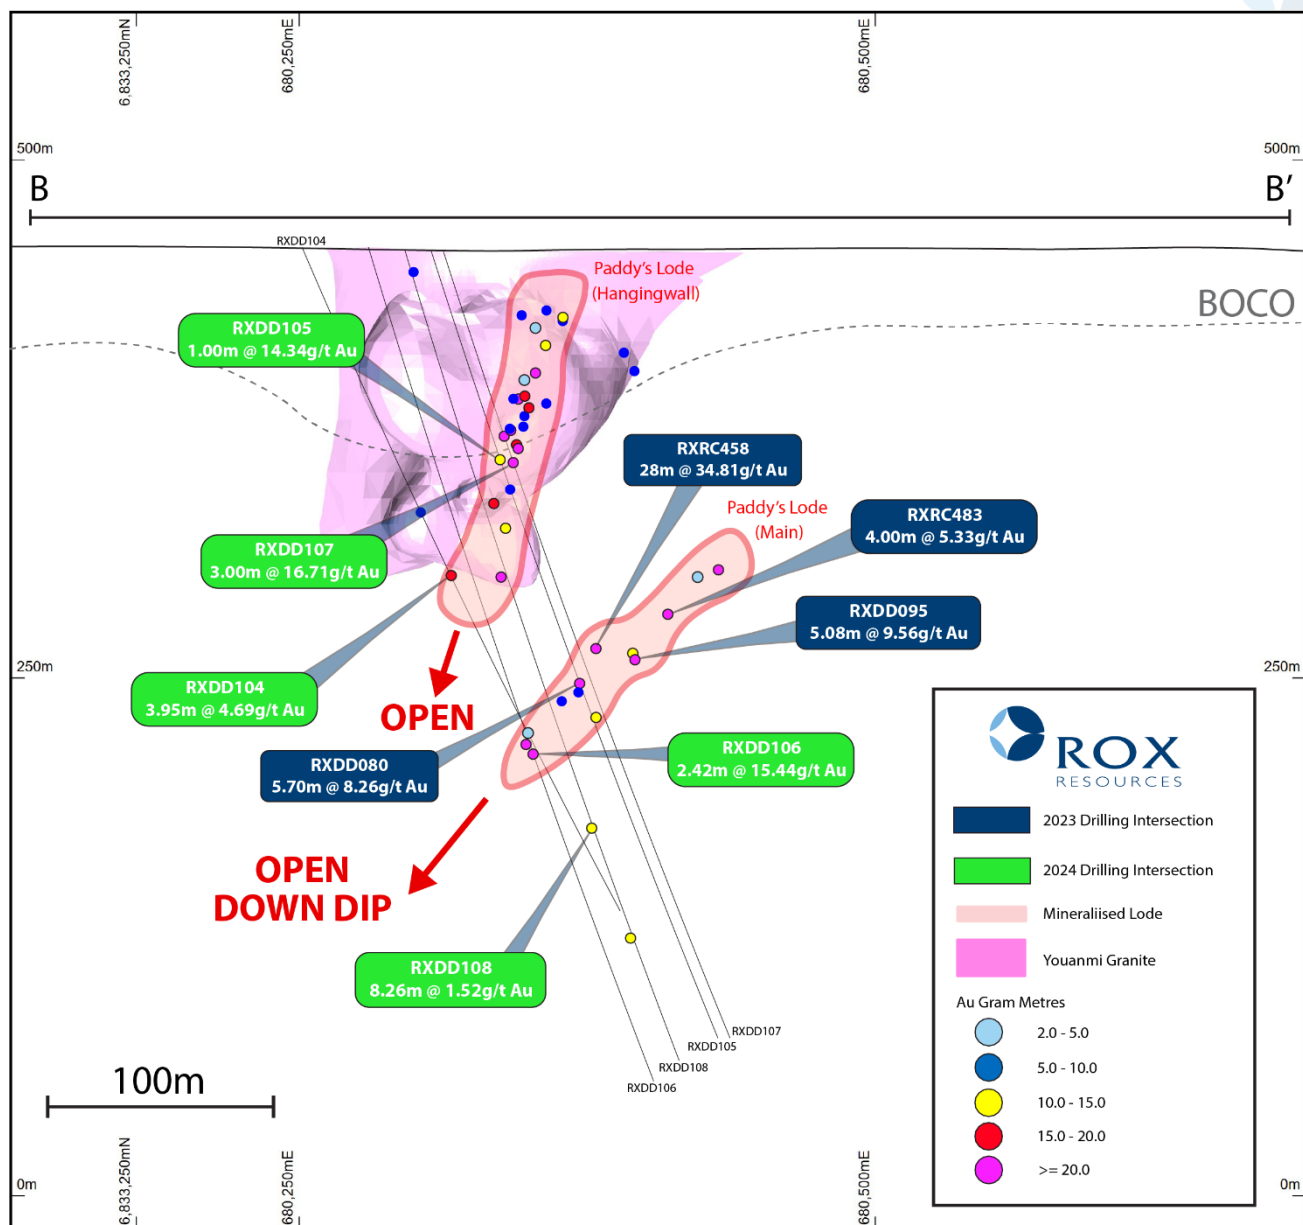 6,833,250mN
680,250mE
680,500mE
500m
500m
B
B’
RXDD104
Paddy’s Lode
(Hangingwall)
BOCO
RXDD105
1.00m @ 14.34g/t Au
RXRC458
28m @ 34.81g/t Au
Paddy’s Lode
(Main)
RXRC483
4.00m @ 5.33g/t Au
RXDD107
3.00m @ 16.71g/t Au
RXDD095
5.08m @ 9.56g/t Au
250m
250m
RXDD104
3.95m @ 4.69g/t Au
OPEN
RXDD106
2.42m @ 15.44g/t Au
RXDD080
5.70m @ 8.26g/t Au
OPEN
DOWN DIP
RXDD108
8.26m @ 1.52g/t Au
RXDD107
RXDD105
RXDD108
RXDD106
100m
ROX
RESOURCES
2023 Drilling Intersection
2024 Drilling Intersection
Mineraliised Lode
Youanmi Granite
Au Gram Metres
2.0 - 5.0
5.0 - 10.0
10.0 - 15.0
15.0 - 20.0
>= 20.0
0m
0m
6,833,250mN
680,250mE
680,500mE